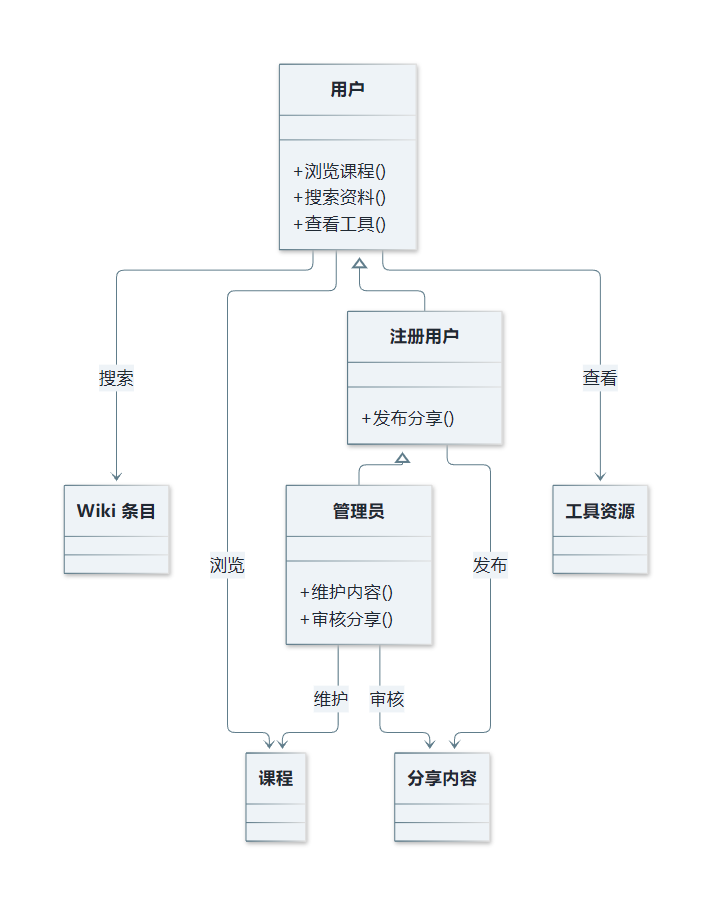 用户
+浏览课程()
+搜索资料()
+查看工具()
注册用户
+发布分享()
搜索
查看
Wiki 条目
管理员
+维护内容()
+审核分享()
工具资源
浏览
发布
维护
审核
课程
分享内容